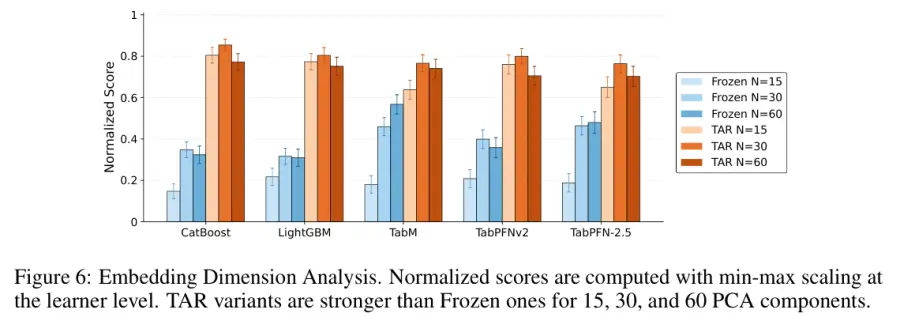 1
0.8
0.6
0.4
0.2
0
Normalized Score
CatBoost
LightGBM
TabM
TabPFNv2
TabPFN-2.5
Frozen N=15
Frozen N=30
Frozen N=60
TAR N=15
TAR N=30
TAR N=60
Figure 6: Embedding Dimension Analysis. Normalized scores are computed with min-max scaling at
the learner level. TAR variants are stronger than Frozen ones for 15, 30, and 60 PCA components.